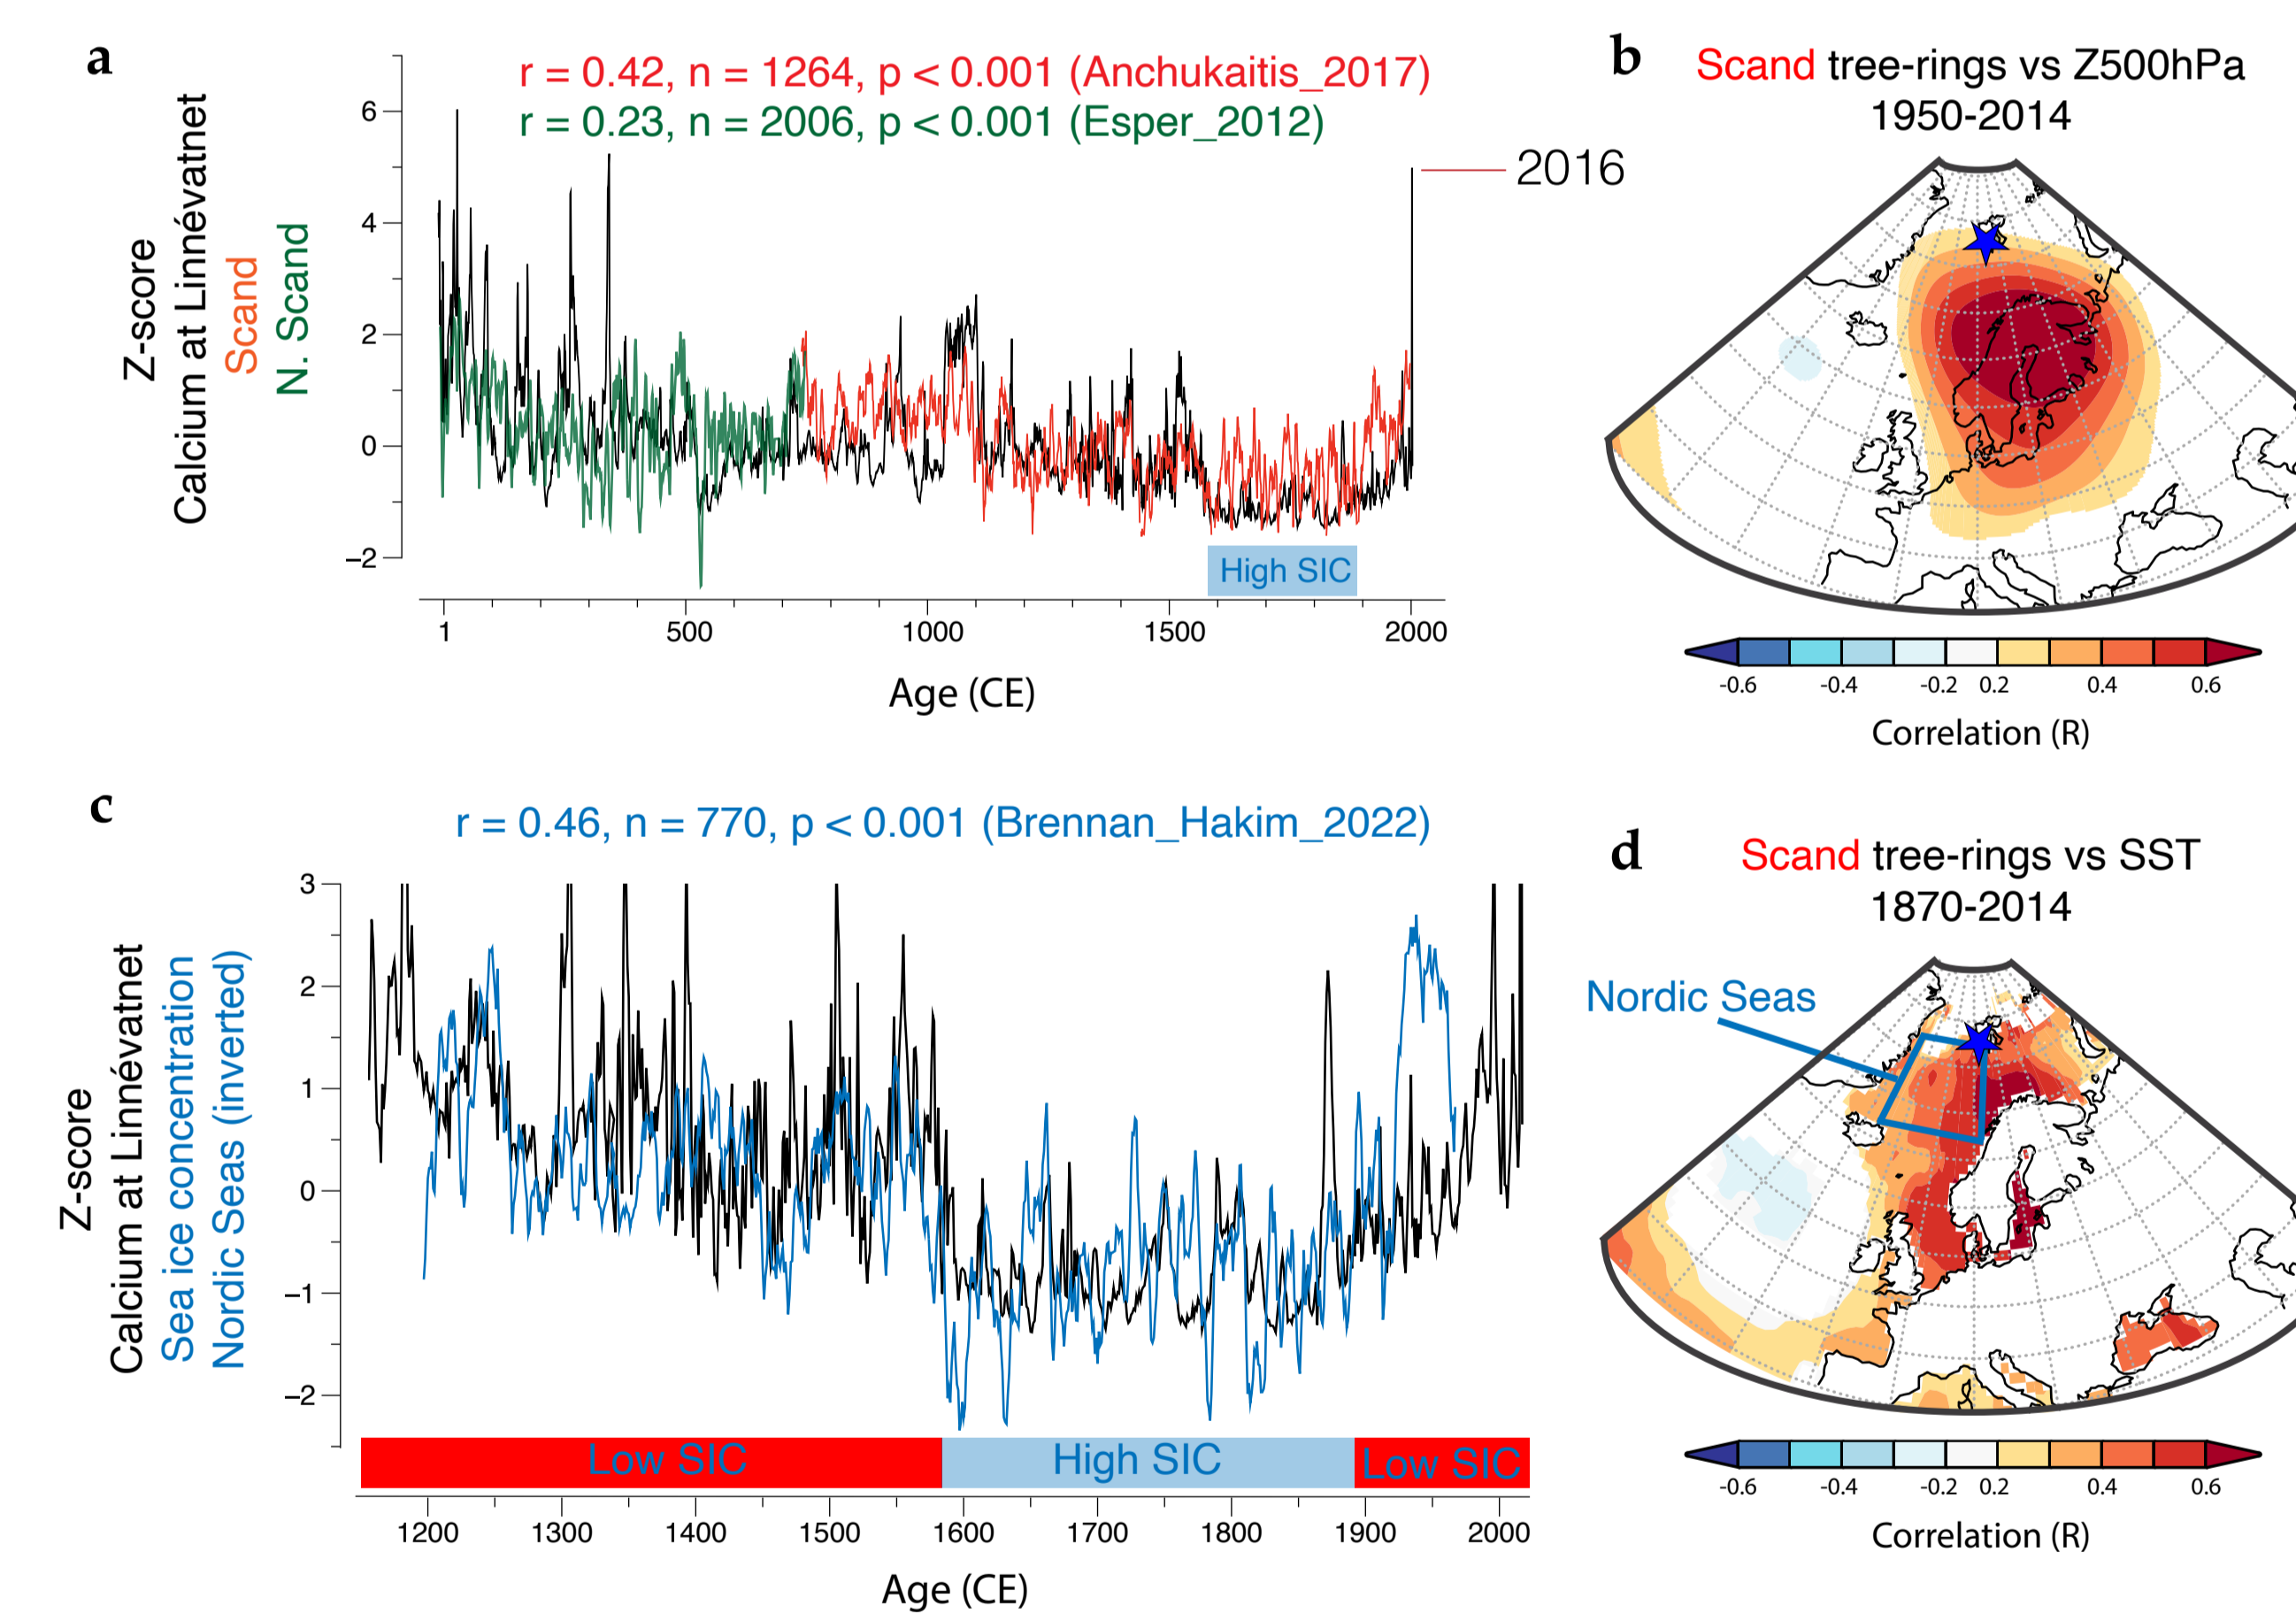 a
r = 0.42, n = 1264, p < 0.001 (Anchukaitis_2017)
r = 0.23, n = 2006, p < 0.001 (Esper_2012)
2016
Z-score
Calcium at Linnévatnet
Scand
N. Scand
6
4
2
0
−2
High SIC
1
500
1000
1500
2000
Age (CE)
b
Scand tree-rings vs Z500hPa
1950-2014
-0.6
-0.4
-0.2
0.2
0.4
0.6
Correlation (R)
c
r = 0.46, n = 770, p < 0.001 (Brennan_Hakim_2022)
Z-score
Calcium at Linnévatnet
Sea ice concentration
Nordic Seas (inverted)
3
2
1
0
−1
−2
Low SIC
High SIC
Low SIC
1200
1300
1400
1500
1600
1700
1800
1900
2000
Age (CE)
d
Scand tree-rings vs SST
1870-2014
Nordic Seas
-0.6
-0.4
-0.2
0.2
0.4
0.6
Correlation (R)